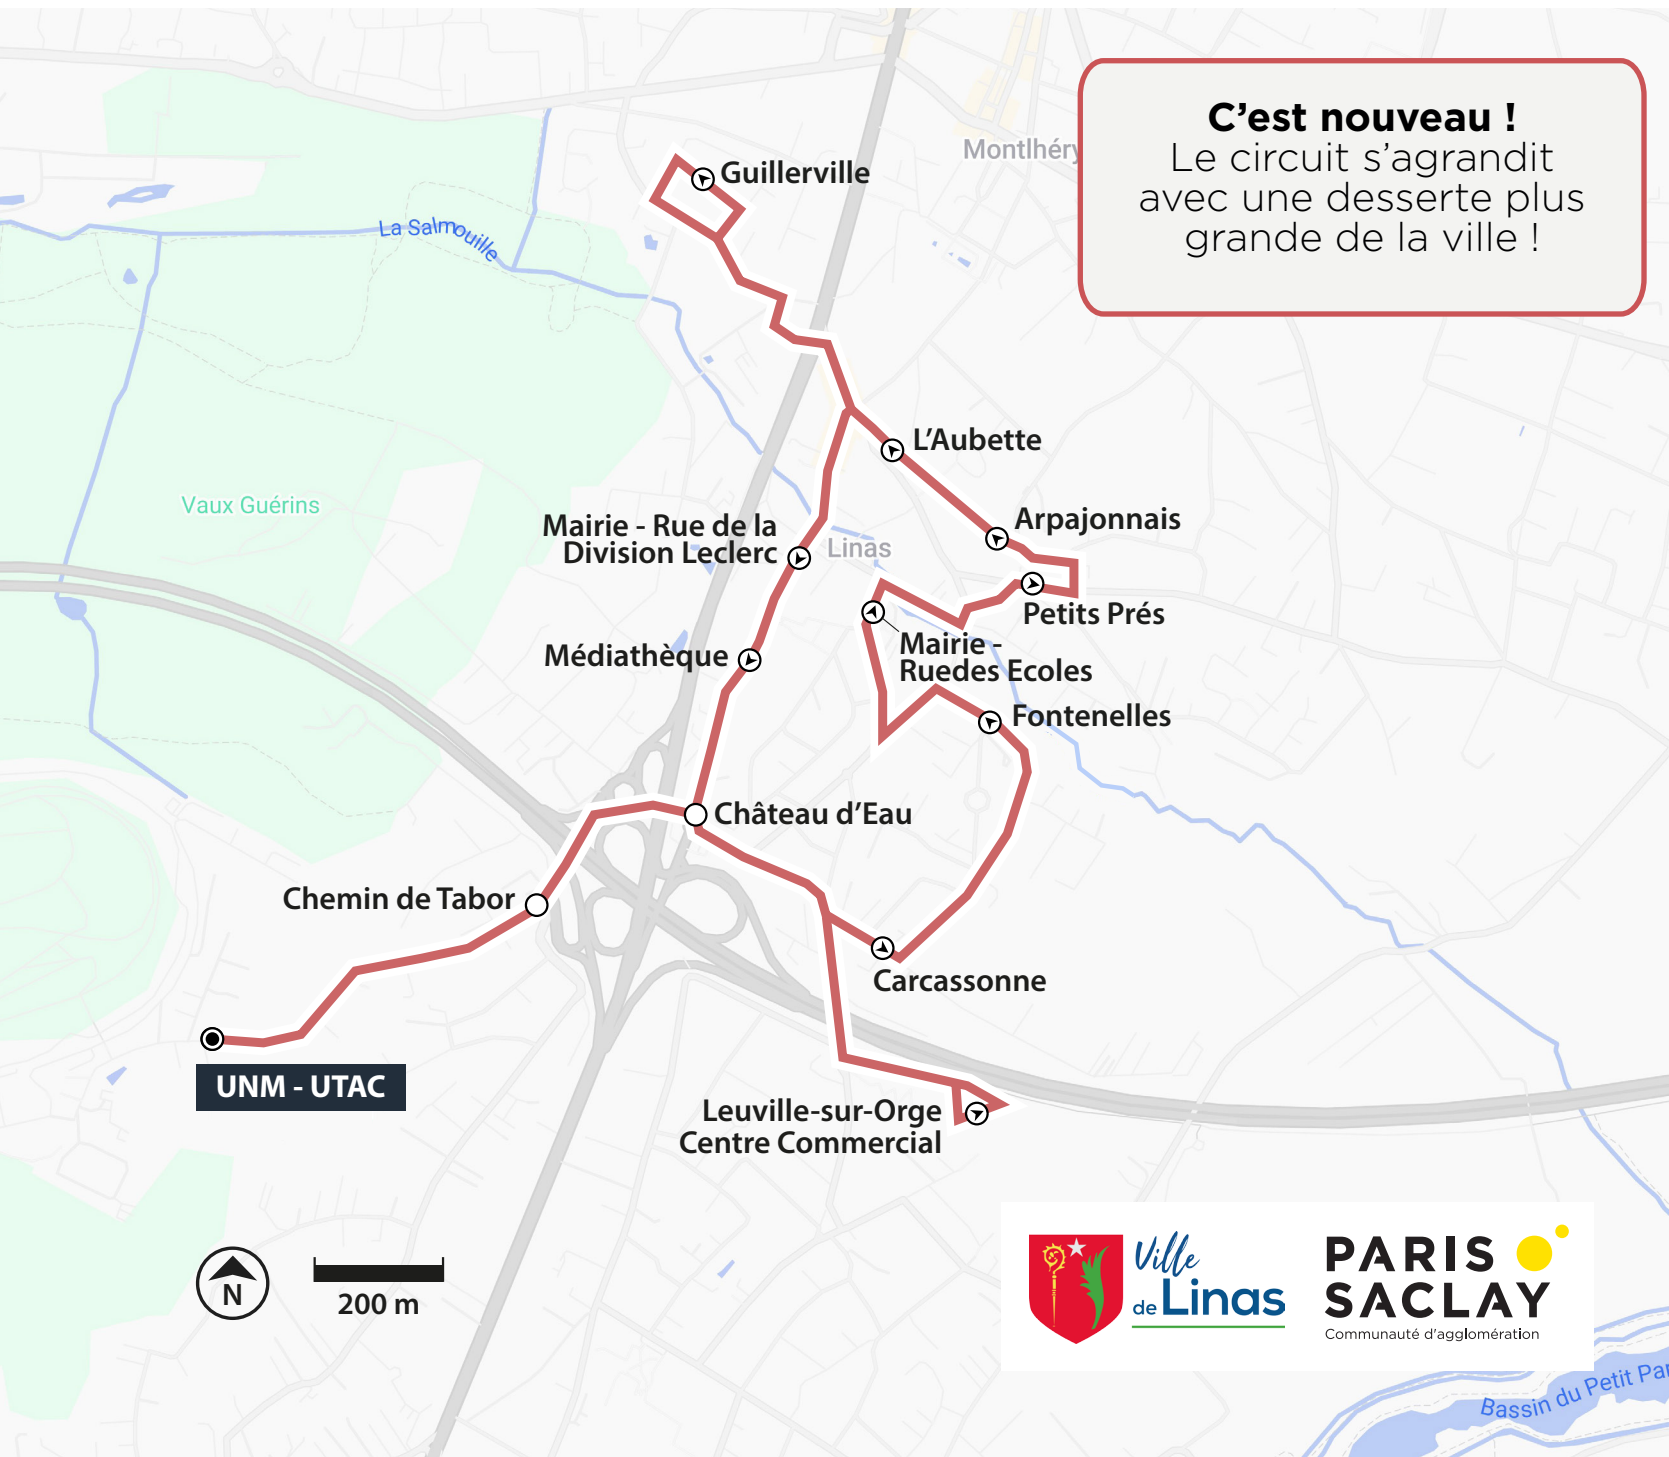 C'est nouveau !
Le circuit s'agrandit
avec une desserte plus
grande de la ville !
Montlhéry
Guillerville
La Salmouille
L'Aubette
Vaux Guérins
Arpajonnais
Mairie - Rue de la
Division Leclerc
Linas
Petits Prés
Mairie -
Ruedes Ecoles
Médiathèque
Fontenelles
Château d'Eau
Chemin de Tabor
Carcassonne
UNM - UTAC
Leuville-sur-Orge
Centre Commercial
N
200 m
Ville
de Linas
PARIS
SACLAY
Communauté d'agglomération
Bassin du Petit Par